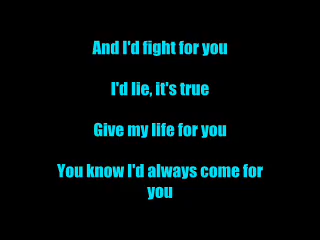 And I'd fight for you
I'd lie, it's true
Give my life for you
You know I'd always come for
you